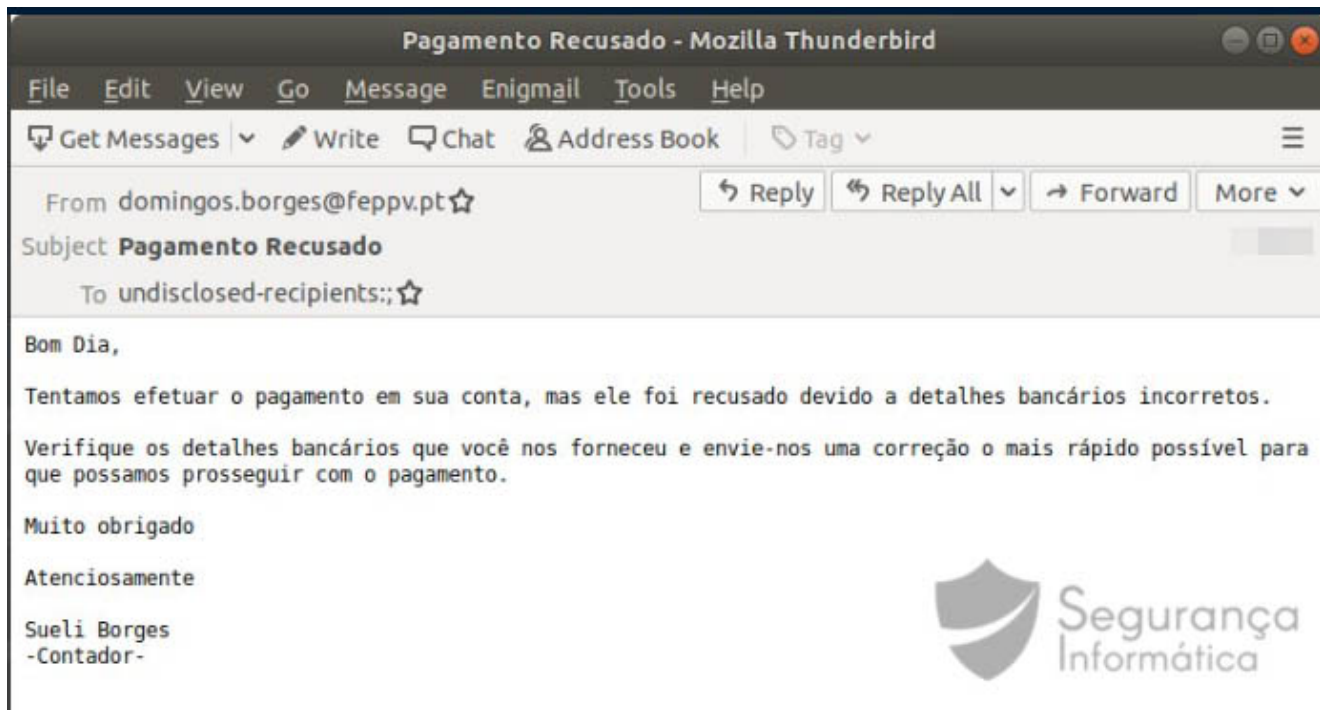 Pagamento Recusado - Mozilla Thunderbird
File Edit View Go Message Enigmail Tools Help
Get Messages Write Chat Address Book Tag
From domingos.borges@feppv.pt Reply Reply All Forward More
Subject Pagamento Recusado
To undisclosed-recipients:;
Bom Dia,
Tentamos efetuar o pagamento em sua conta, mas ele foi recusado devido a detalhes bancários incorretos.
Verifique os detalhes bancários que você nos forneceu e envie-nos uma correção o mais rápido possível para
que possamos prosseguir com o pagamento.
Muito obrigado
Atenciosamente
Sueli Borges
-Contador-
Segurança
Informática